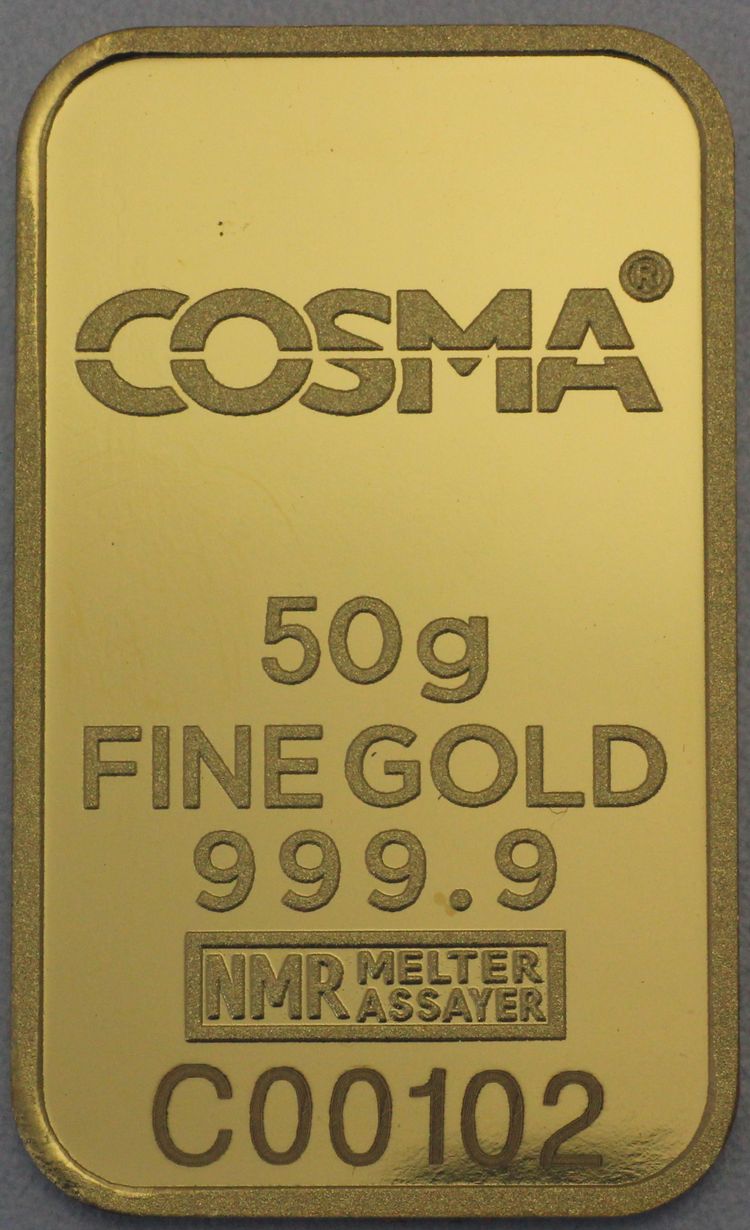 COSMA®
50g
FINE GOLD
999.9
NMR MELTER
ASSAYER
C00102